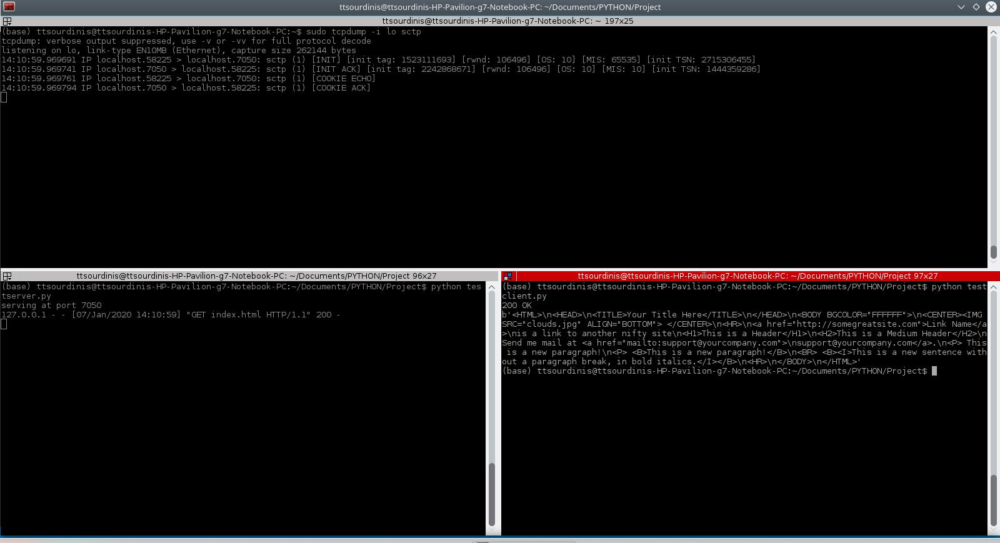 ttsourdinis@ttsourdinis-HP-Pavilion-g7-Notebook-PC: ~/Documents/PYTHON/Project
ttsourdinis@ttsourdinis-HP-Pavilion-g7-Notebook-PC: ~ 197x25
(base) ttsourdinis@ttsourdinis-HP-Pavilion-g7-Notebook-PC:~$ sudo tcpdump -i lo sctp
tcpdump: verbose output suppressed, use -v or -vv for full protocol decode
listening on lo, link-type EN10MB (Ethernet), capture size 262144 bytes
14:10:59.969691 IP localhost.58225 > localhost.7050: sctp (1) [INIT] [init tag: 1523111693] [rwnd: 106496] [OS: 10] [MIS: 65535] [init TSN: 2715306455]
14:10:59.969741 IP localhost.7050 > localhost.58225: sctp (1) [INIT ACK] [init tag: 2242868671] [rwnd: 106496] [OS: 10] [MIS: 10] [init TSN: 1444359286]
14:10:59.969761 IP localhost.58225 > localhost.7050: sctp (1) [COOKIE ECHO]
14:10:59.969794 IP localhost.7050 > localhost.58225: sctp (1) [COOKIE ACK]
ttsourdinis@ttsourdinis-HP-Pavilion-g7-Notebook-PC: ~/Documents/PYTHON/Project 96x27
(base) ttsourdinis@ttsourdinis-HP-Pavilion-g7-Notebook-PC:~/Documents/PYTHON/Project$ python tes
tserver.py
serving at port 7050
127.0.0.1 - - [07/Jan/2020 14:10:59] "GET index.html HTTP/1.1" 200 -
ttsourdinis@ttsourdinis-HP-Pavilion-g7-Notebook-PC: ~/Documents/PYTHON/Project 97x27
(base) ttsourdinis@ttsourdinis-HP-Pavilion-g7-Notebook-PC:~/Documents/PYTHON/Project$ python test
client.py
200 OK
b'<HTML>\n<HEAD>\n<TITLE>Your Title Here</TITLE>\n</HEAD>\n<BODY BGCOLOR="FFFFFF">\n<CENTER><IMG
SRC="clouds.jpg" ALIGN="BOTTOM"> </CENTER>\n<HR>\n<a href="http://somegreatsite.com">Link Name</a
>\nis a link to another nifty site\n<H1>This is a Header</H1>\n<H2>This is a Medium Header</H2>\n
Send me mail at <a href="mailto:support@yourcompany.com">\nsupport@yourcompany.com</a>.\n<P> This
is a new paragraph!\n<P> <B>This is a new paragraph!</B>\n<BR> <B><I>This is a new sentence with
out a paragraph break, in bold italics.</I></B>\n<HR>\n</BODY>\n</HTML>'
(base) ttsourdinis@ttsourdinis-HP-Pavilion-g7-Notebook-PC:~/Documents/PYTHON/Project$